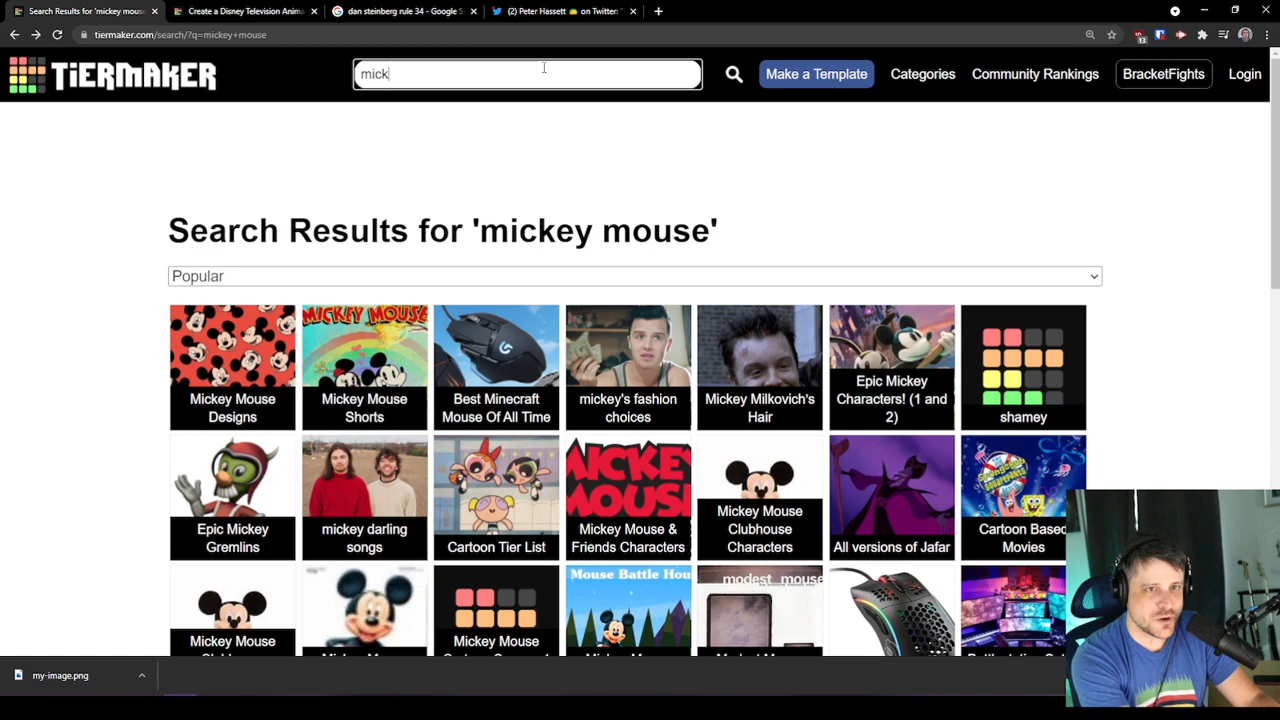 Search Results for 'mickey mous
Create a Disney Television Anima
dan steinberg rule 34 - Google S
(2) Peter Hassett
on Twitter: "
tiermaker.com/search/?q=mickey+mouse
13
TiERMAKER
mick
Make a Template
Categories
Community Rankings
BracketFights
Login
Search Results for 'mickey mouse'
Popular
MICKEY MOUSE
Mickey Mouse
Designs
Mickey Mouse
Shorts
Best Minecraft
Mouse Of All Time
mickey's fashion
choices
Mickey Milkovich's
Hair
Epic Mickey
Characters! (1 and
2)
shamey
Epic Mickey
Gremlins
mickey darling
songs
Cartoon Tier List
MICKEY
MOUSE
Mickey Mouse &
Friends Characters
Mickey Mouse
Clubhouse
Characters
All versions of Jafar
Cartoon Based
Movies
Mickey Mouse
Mickey Mouse
Mouse Battle Hou
modest mouse
my-image.png